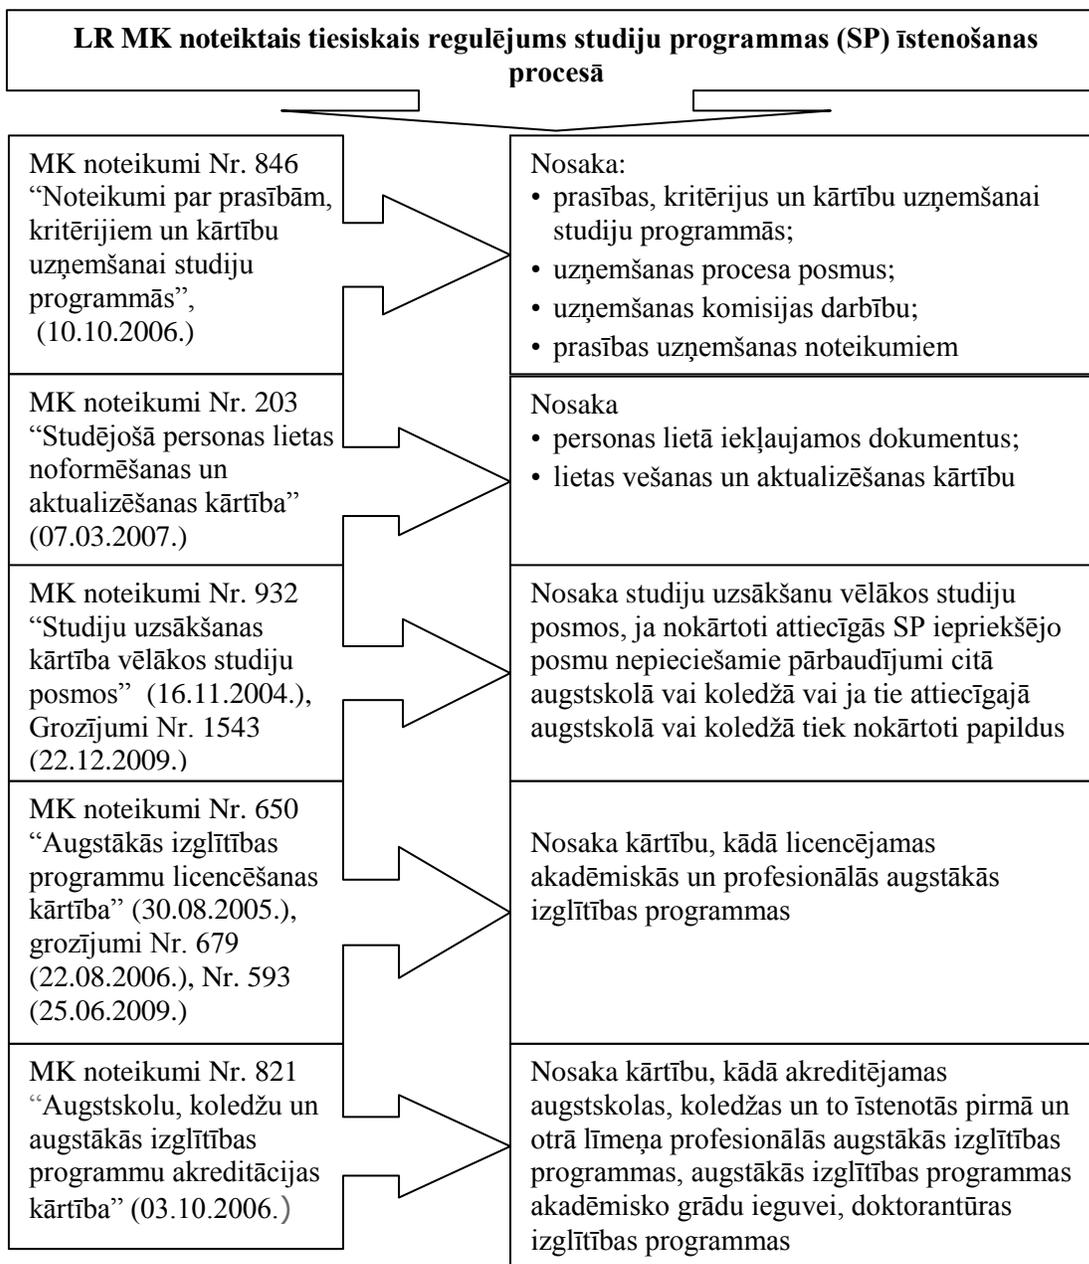 LR MK noteiktais tiesiskais regulējums studiju programmas (SP) īstenošanas
procesā
MK noteikumi Nr. 846
“Noteikumi par prasībām,
kritērijiem un kārtību
uzņemšanai studiju
programmās”,
(10.10.2006.)
Nosaka:
• prasības, kritērijus un kārtību uzņemšanai
studiju programmās;
• uzņemšanas procesa posmus;
• uzņemšanas komisijas darbību;
• prasības uzņemšanas noteikumiem
MK noteikumi Nr. 203
“Studējošā personas lietas
noformēšanas un
aktualizēšanas kārtība”
(07.03.2007.)
Nosaka
• personas lietā iekļaujamos dokumentus;
• lietas vešanas un aktualizēšanas kārtību
MK noteikumi Nr. 932
“Studiju uzsākšanas
kārtība vēlākos studiju
posmos” (16.11.2004.),
Grozījumi Nr. 1543
(22.12.2009.)
Nosaka studiju uzsākšanu vēlākos studiju
posmos, ja nokārtoti attiecīgās SP iepriekšējo
posmu nepieciešamie pārbaudījumi citā
augstskolā vai koledžā vai ja tie attiecīgajā
augstskolā vai koledžā tiek nokārtoti papildus
MK noteikumi Nr. 650
“Augstākās izglītības
programmu licencēšanas
kārtība” (30.08.2005.),
grozījumi Nr. 679
(22.08.2006.), Nr. 593
(25.06.2009.)
Nosaka kārtību, kādā licencējamas
akadēmiskās un profesionālās augstākās
izglītības programmas
MK noteikumi Nr. 821
“Augstskolu, koledžu un
augstākās izglītības
programmu akreditācijas
kārtība” (03.10.2006.)
Nosaka kārtību, kādā akreditējamas
augstskolas, koledžas un to īstenotās pirmā un
otrā līmeņa profesionālās augstākās izglītības
programmas, augstākās izglītības programmas
akadēmisko grādu ieguvei, doktorantūras
izglītības programmas